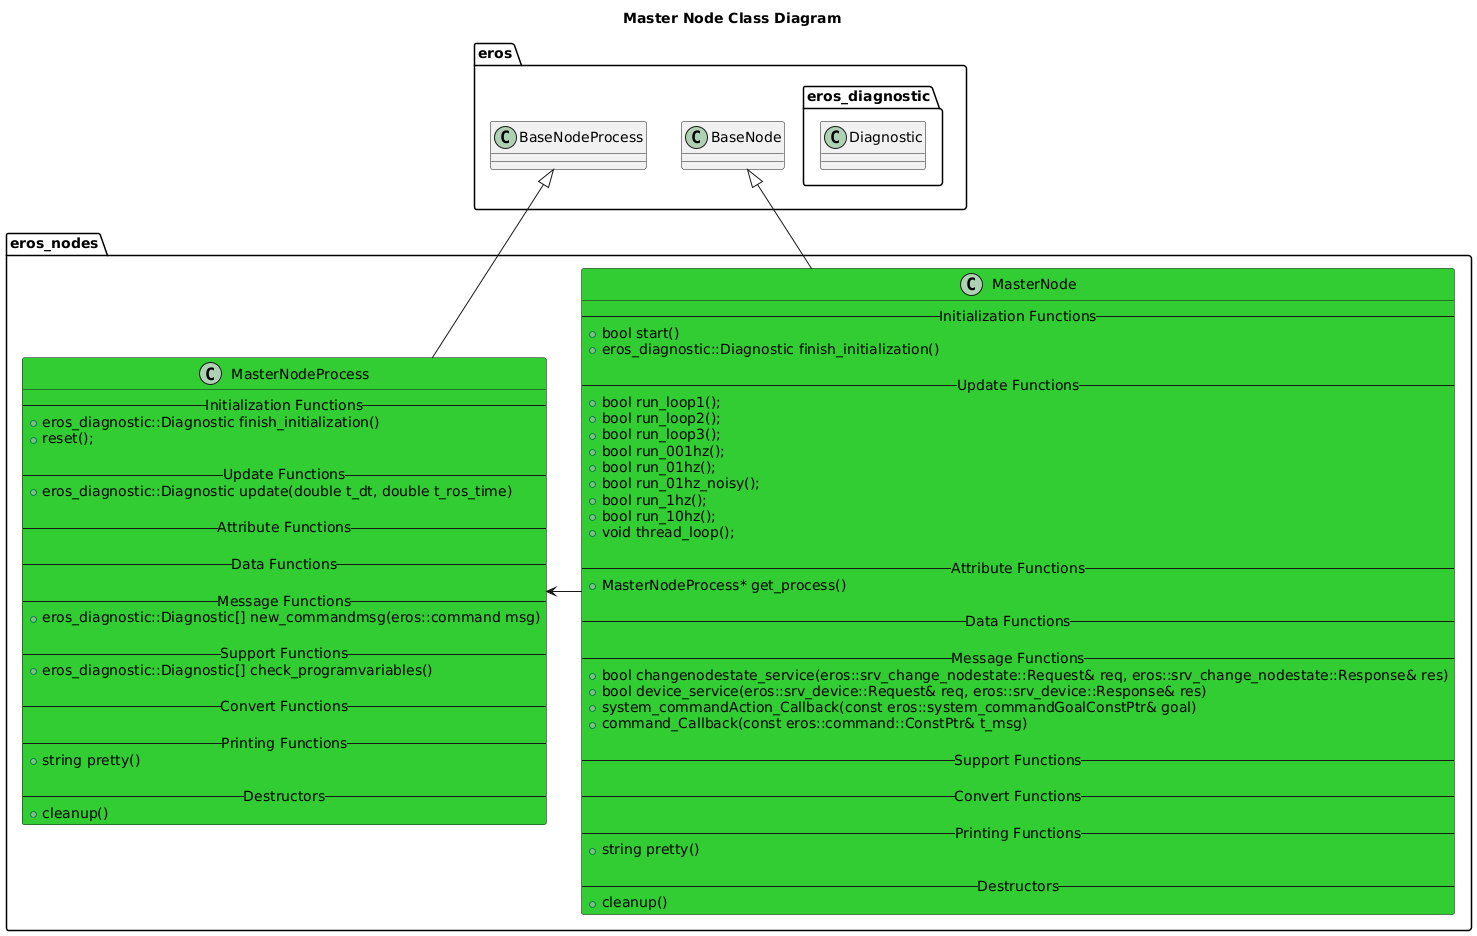 Master Node Class Diagram
eros
eros_diagnostic
C BaseNodeProcess
C BaseNode
C Diagnostic
eros_nodes
C MasterNodeProcess
Initialization Functions
eros_diagnostic::Diagnostic finish_initialization()
reset();
Update Functions
eros_diagnostic::Diagnostic update(double t_dt, double t_ros_time)
Attribute Functions
Data Functions
Message Functions
eros_diagnostic::Diagnostic[] new_commandmsg(eros::command msg)
Support Functions
eros_diagnostic::Diagnostic[] check_programvariables()
Convert Functions
Printing Functions
string pretty()
Destructors
cleanup()
C MasterNode
Initialization Functions
bool start()
eros_diagnostic::Diagnostic finish_initialization()
Update Functions
bool run_loop1();
bool run_loop2();
bool run_loop3();
bool run_001hz();
bool run_01hz();
bool run_01hz_noisy();
bool run_1hz();
bool run_10hz();
void thread_loop();
Attribute Functions
MasterNodeProcess* get_process()
Data Functions
Message Functions
bool changenodestate_service(eros::srv_change_nodestate::Request& req, eros::srv_change_nodestate::Response& res)
bool device_service(eros::srv_device::Request& req, eros::srv_device::Response& res)
system_commandAction_Callback(const eros::system_commandGoalConstPtr& goal)
command_Callback(const eros::command::ConstPtr& t_msg)
Support Functions
Convert Functions
Printing Functions
string pretty()
Destructors
cleanup()